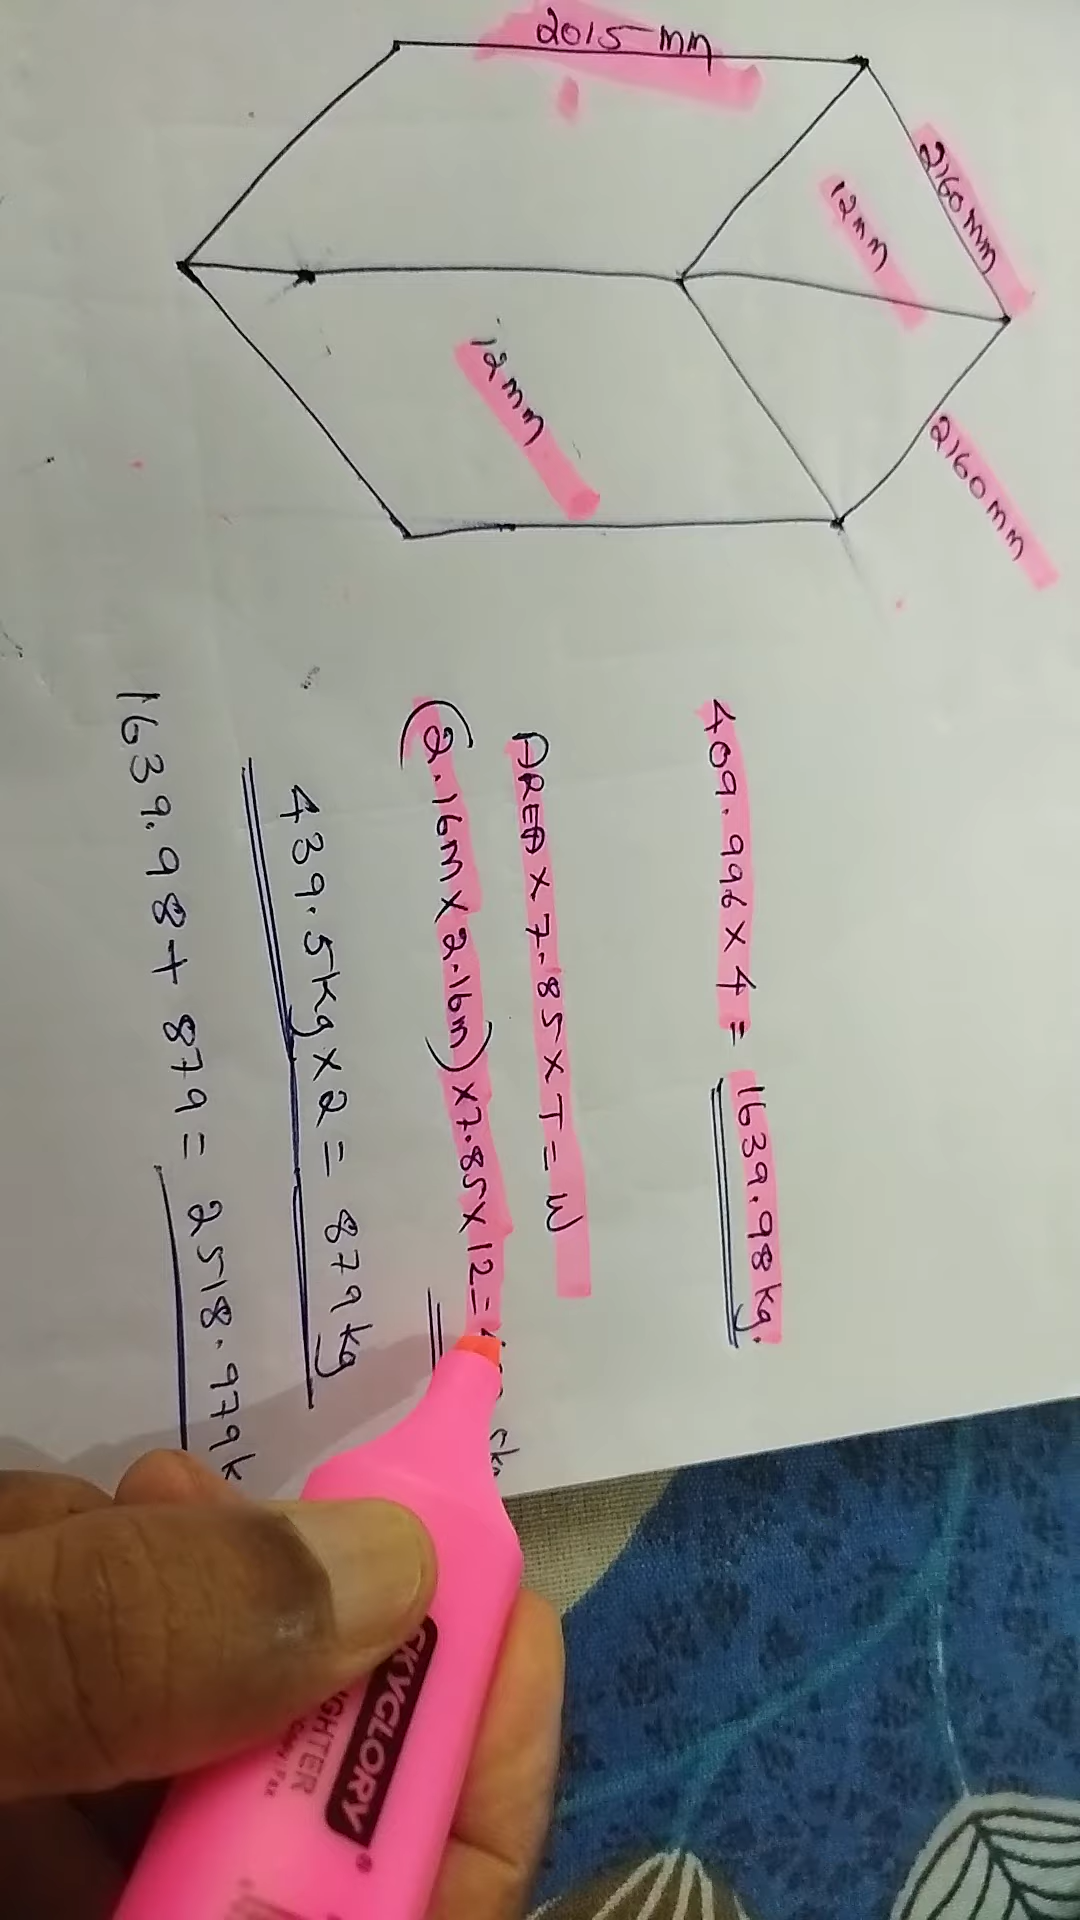 2015 mm
2160 mm
12mm
12mm
2160 mm
409.996 x 4 = 1639.98 kg.
AREA x 7.85 x T = W
(2.16m x 2.16m) x 7.85 x 12 =
439.5kg x 2 = 879 kg
1639.98 + 879 = 2518.979k
SKYGLORY